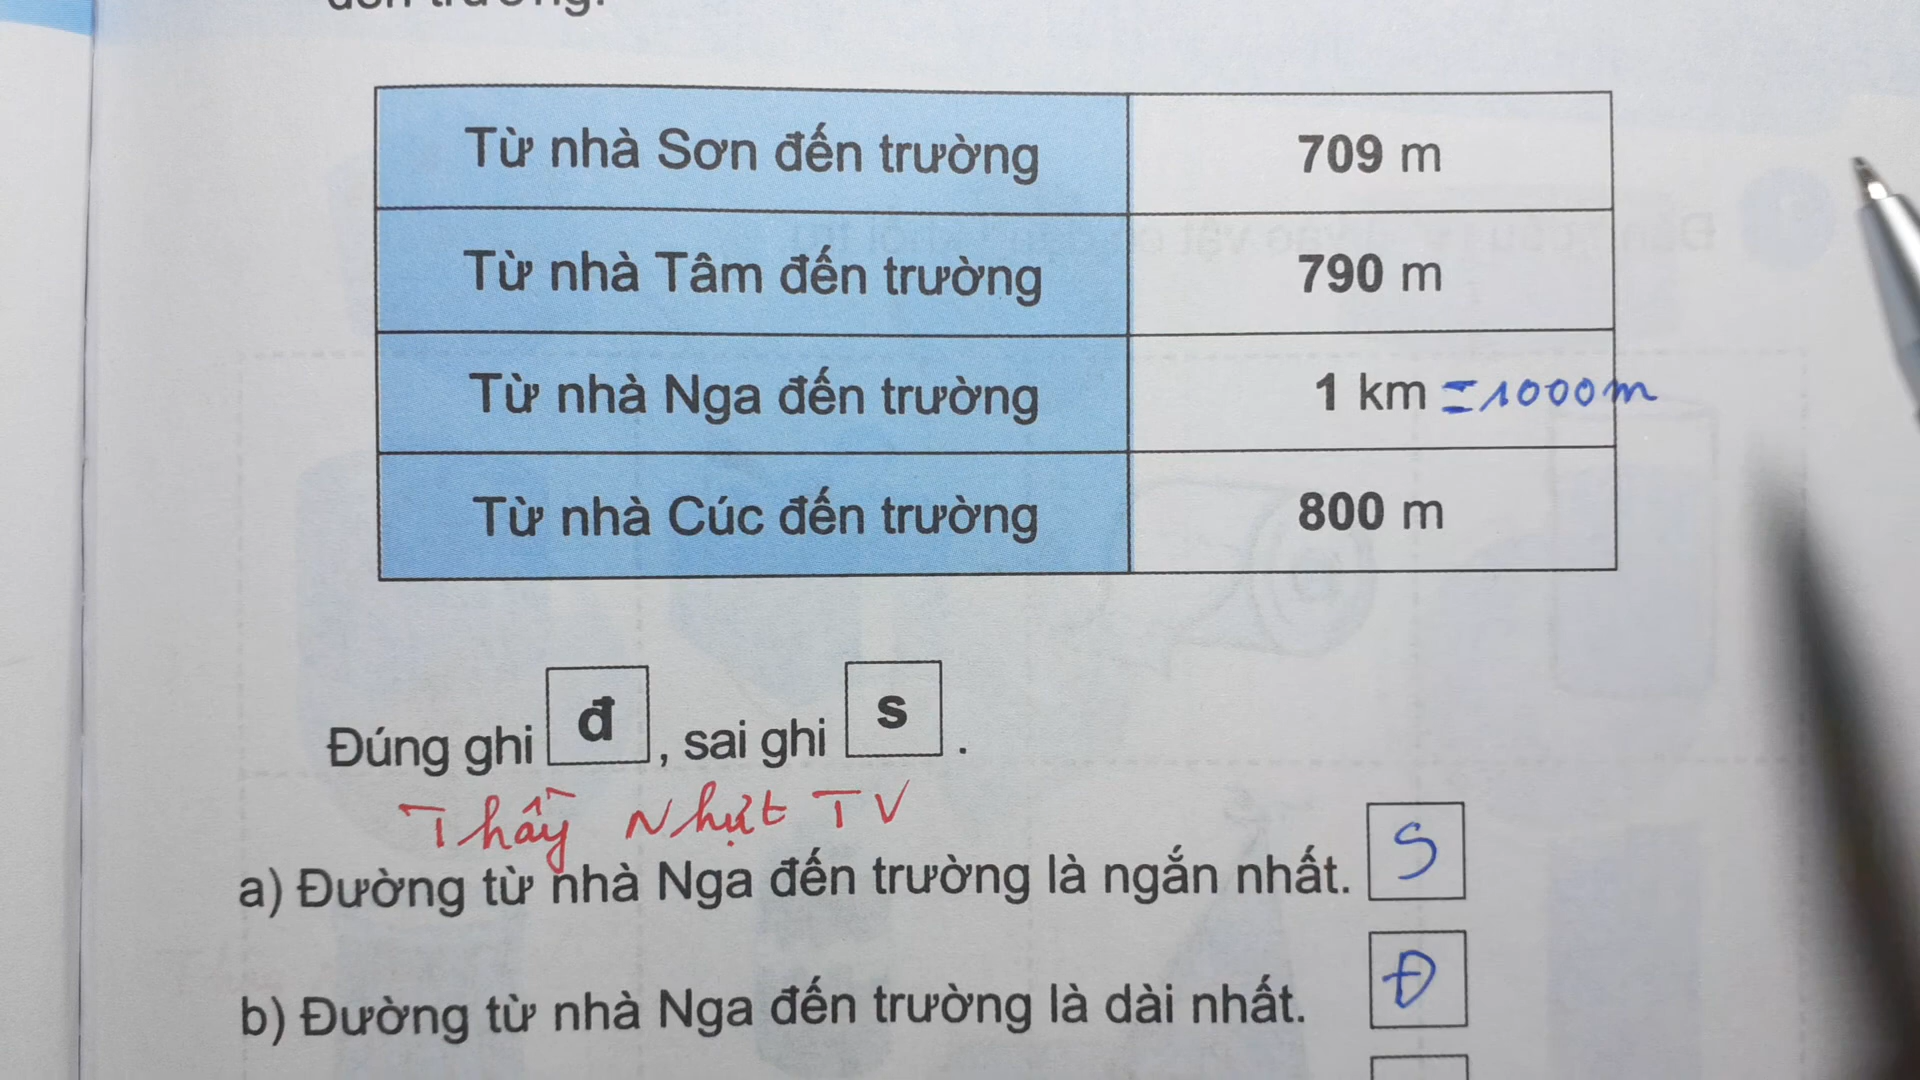 đến trường.
Từ nhà Sơn đến trường 709 m
Từ nhà Tâm đến trường 790 m
Từ nhà Nga đến trường 1 km = 1000m
Từ nhà Cúc đến trường 800 m
Đúng ghi đ , sai ghi s .
Thầy Nhựt TV
a) Đường từ nhà Nga đến trường là ngắn nhất. S
b) Đường từ nhà Nga đến trường là dài nhất. Đ